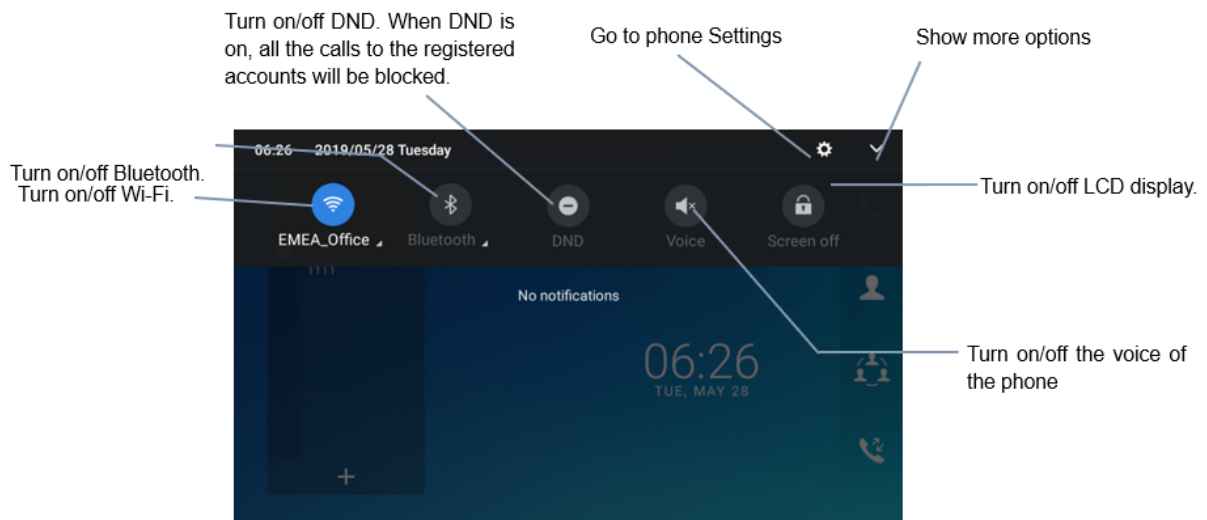 Turn on/off DND. When DND is
on, all the calls to the registered
accounts will be blocked.
Go to phone Settings
Show more options
06:26 2019/05/28 Tuesday
Turn on/off Bluetooth.
Turn on/off Wi-Fi.
Turn on/off LCD display.
EMEA_Office
Bluetooth
DND
Voice
Screen off
1111
No notifications
06:26
TUE, MAY 28
Turn on/off the voice of
the phone